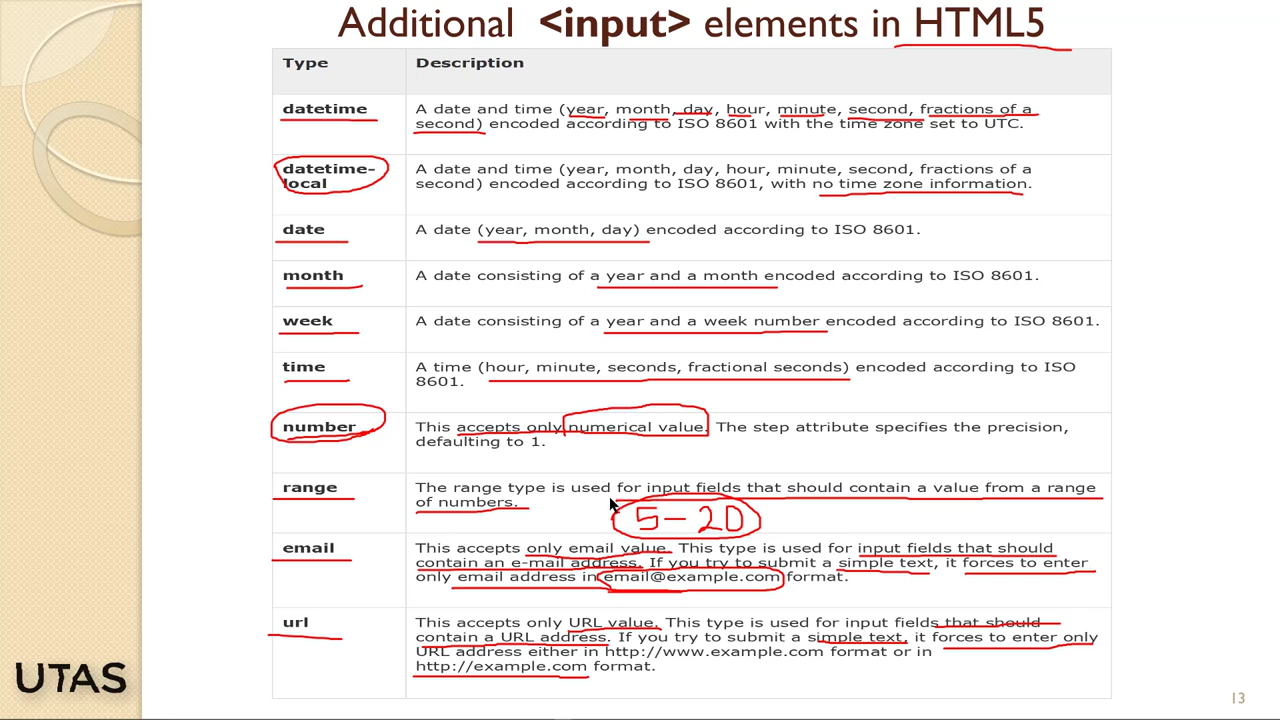 Additional <input> elements in HTML5
Type Description
datetime A date and time (year, month, day, hour, minute, second, fractions of a
second) encoded according to ISO 8601 with the time zone set to UTC.
datetime- A date and time (year, month, day, hour, minute, second, fractions of a
local second) encoded according to ISO 8601, with no time zone information.
date A date (year, month, day) encoded according to ISO 8601.
month A date consisting of a year and a month encoded according to ISO 8601.
week A date consisting of a year and a week number encoded according to ISO 8601.
time A time (hour, minute, seconds, fractional seconds) encoded according to ISO
8601.
number This accepts only numerical value. The step attribute specifies the precision,
defaulting to 1.
range The range type is used for input fields that should contain a value from a range
of numbers.
5-20
email This accepts only email value. This type is used for input fields that should
contain an e-mail address. If you try to submit a simple text, it forces to enter
only email address in email@example.com format.
url This accepts only URL value. This type is used for input fields that should
contain a URL address. If you try to submit a simple text, it forces to enter only
URL address either in http://www.example.com format or in
http://example.com format.
UTAS
13